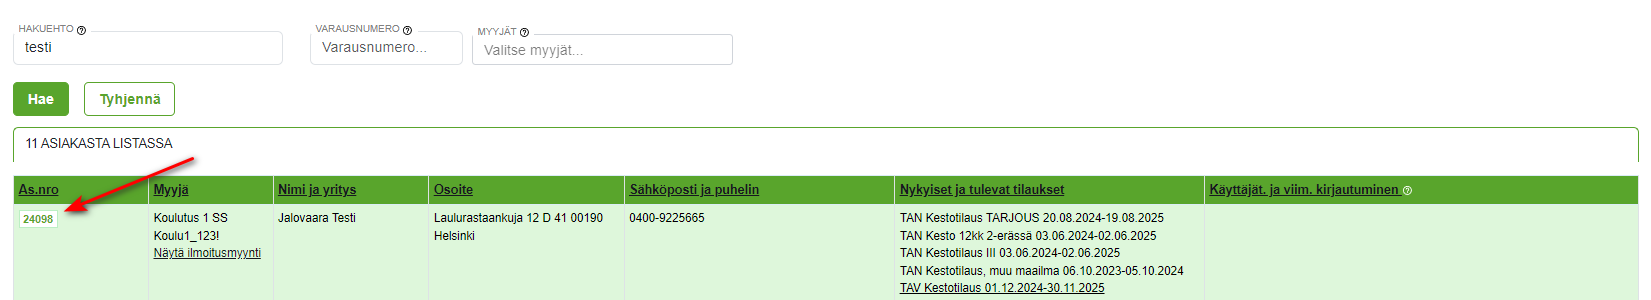 HAKUEHTO
VARAUSNUMERO
MYYJÄT
testi
Varausnumero...
Valitse myyjät...
Hae
Tyhjennä
11 ASIAKASTA LISTASSA
As.nro
Myyjä
Nimi ja yritys
Osoite
Sähköposti ja puhelin
Nykyiset ja tulevat tilaukset
Käyttäjät. ja viim. kirjautuminen
24098
Koulutus 1 SS
Koulu1_123!
Näytä ilmoitusmyynti
Jalovaara Testi
Laulurastaankuja 12 D 41 00190
Helsinki
0400-9225665
TAN Kestotilaus TARJOUS 20.08.2024-19.08.2025
TAN Kesto 12kk 2-erässä 03.06.2024-02.06.2025
TAN Kestotilaus III 03.06.2024-02.06.2025
TAN Kestotilaus, muu maailma 06.10.2023-05.10.2024
TAV Kestotilaus 01.12.2024-30.11.2025